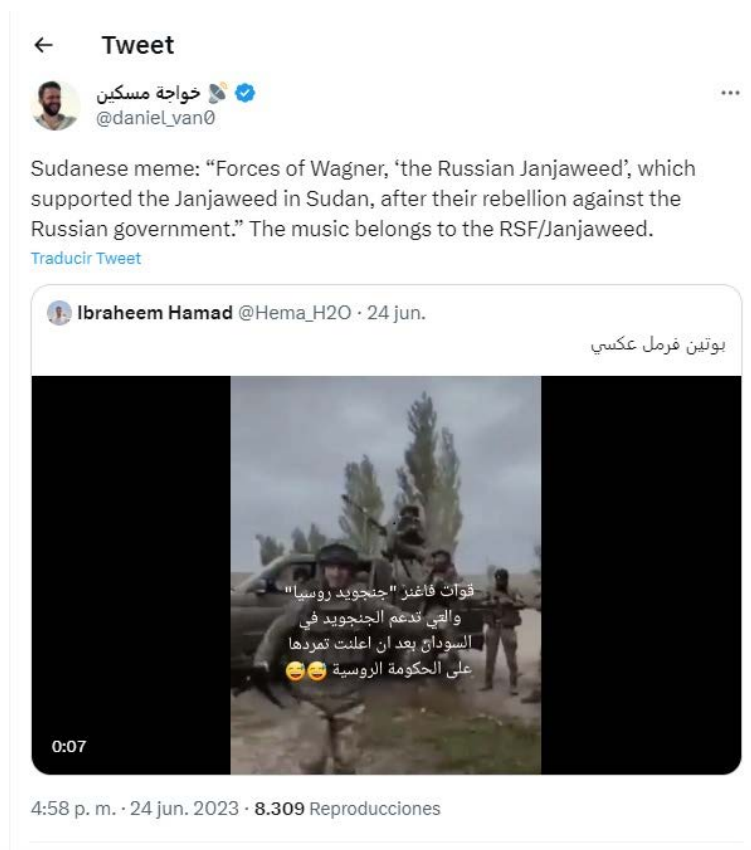 Tweet
خواجة مسكين
@daniel_van0
Sudanese meme: “Forces of Wagner, ‘the Russian Janjaweed’, which
supported the Janjaweed in Sudan, after their rebellion against the
Russian government.” The music belongs to the RSF/Janjaweed.
Traducir Tweet
Ibraheem Hamad @Hema_H2O · 24 jun.
بوتين فرمل عكسي
قوات فاغنر "جنجويد روسيا"
والتي تدعم الجنجويد في
السودان بعد ان اعلنت تمردها
على الحكومة الروسية 😅😅
0:07
4:58 p. m. · 24 jun. 2023 · 8.309 Reproducciones